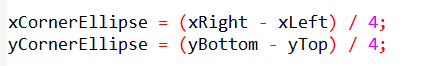 xCornerEllipse = (xRight - xLeft) / 4;
yCornerEllipse = (yBottom - yTop) / 4;